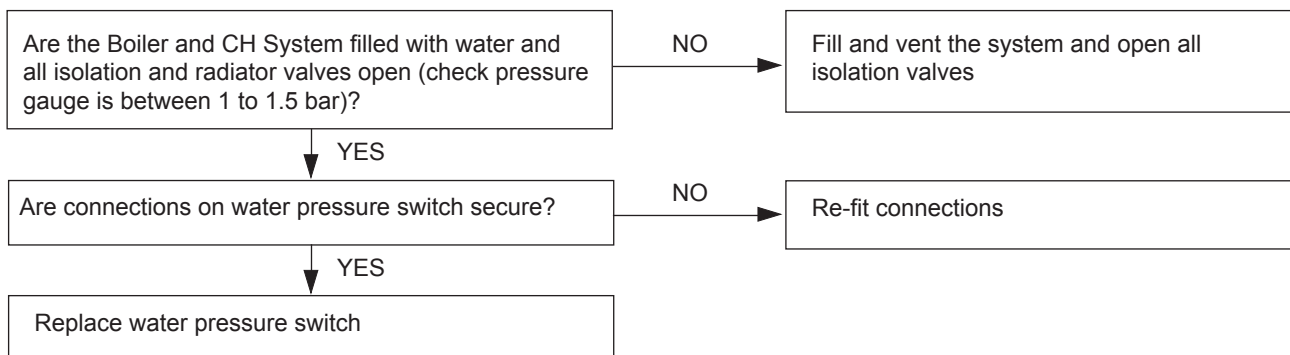 Are the Boiler and CH System filled with water and
all isolation and radiator valves open (check pressure
gauge is between 1 to 1.5 bar)?
NO
Fill and vent the system and open all
isolation valves
YES
Are connections on water pressure switch secure?
NO
Re-fit connections
YES
Replace water pressure switch